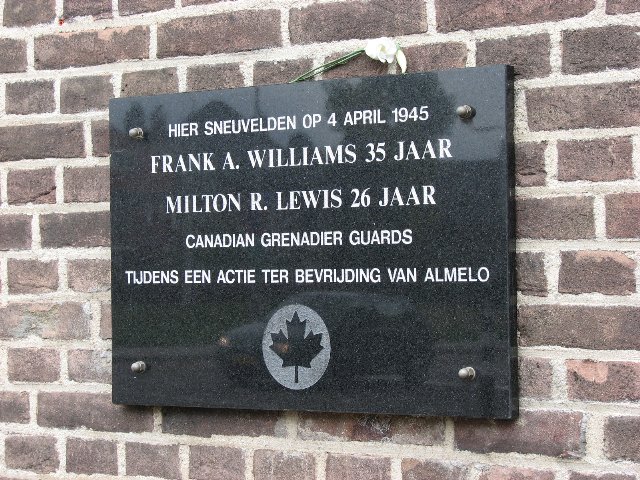 HIER SNEUVELDEN OP 4 APRIL 1945
FRANK A. WILLIAMS 35 JAAR
MILTON R. LEWIS 26 JAAR
CANADIAN GRENADIER GUARDS
TIJDENS EEN ACTIE TER BEVRIJDING VAN ALMELO